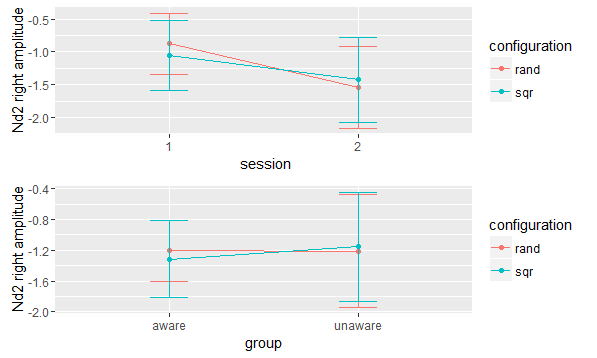 Nd2 right amplitude
-0.5
-1.0
-1.5
-2.0
1
2
session
configuration
rand
sqr
Nd2 right amplitude
-0.4
-0.8
-1.2
-1.6
-2.0
aware
unaware
group
configuration
rand
sqr